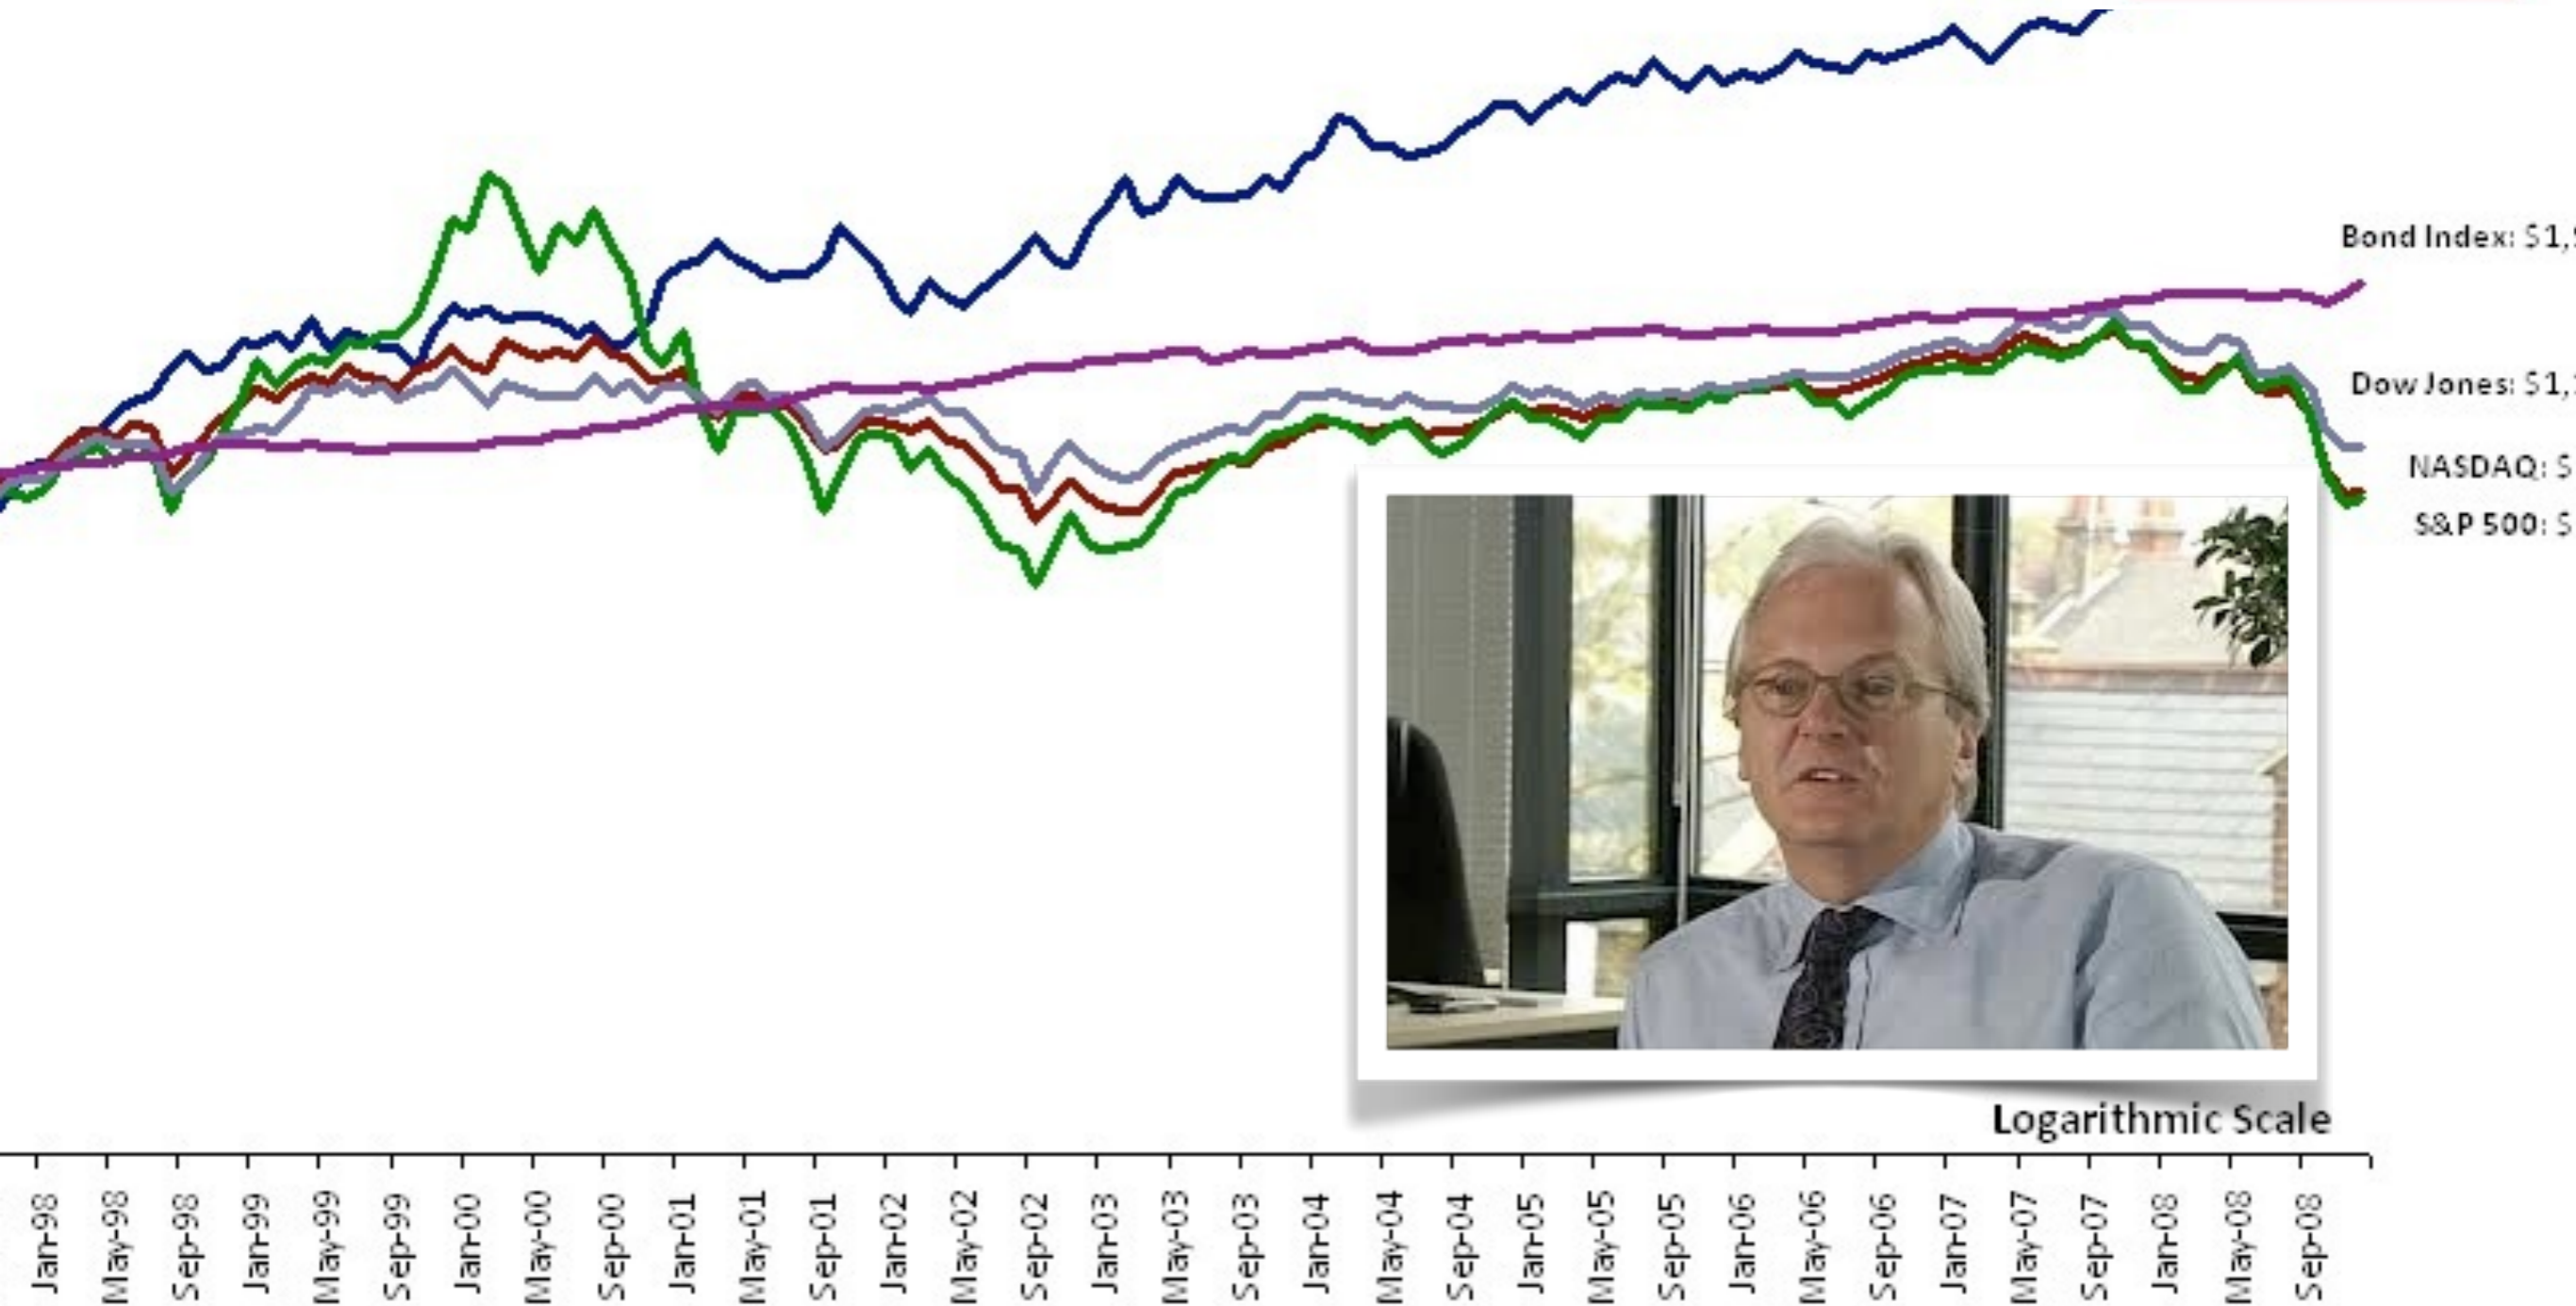 Bond Index: $1,
Dow Jones: $1,
NASDAQ: $
S&P 500: $
Logarithmic Scale
Jan-98
May-98
Sep-98
Jan-99
May-99
Sep-99
Jan-00
May-00
Sep-00
Jan-01
May-01
Sep-01
Jan-02
May-02
Sep-02
Jan-03
May-03
Sep-03
Jan-04
May-04
Sep-04
Jan-05
May-05
Sep-05
Jan-06
May-06
Sep-06
Jan-07
May-07
Sep-07
Jan-08
May-08
Sep-08